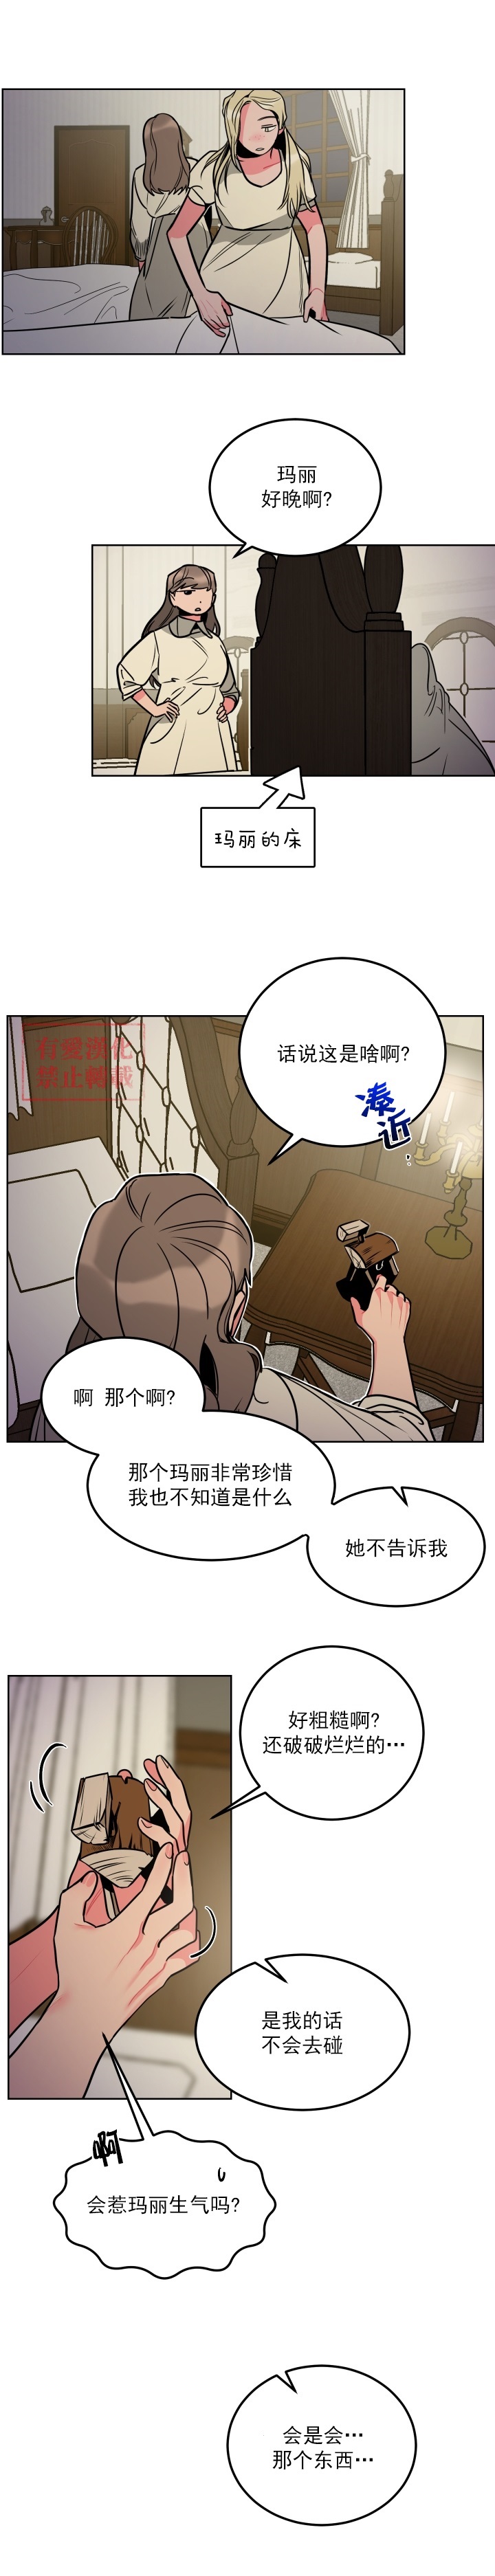 玛丽
好晚啊?
玛丽的床
有愛漢化
禁止轉載
话说这是啥啊?
凑近
啊 那个啊?
那个玛丽非常珍惜
我也不知道是什么
她不告诉我
好粗糙啊?
还破破烂烂的…
是我的话
不会去碰
啊
会惹玛丽生气吗?
会是会…
那个东西…